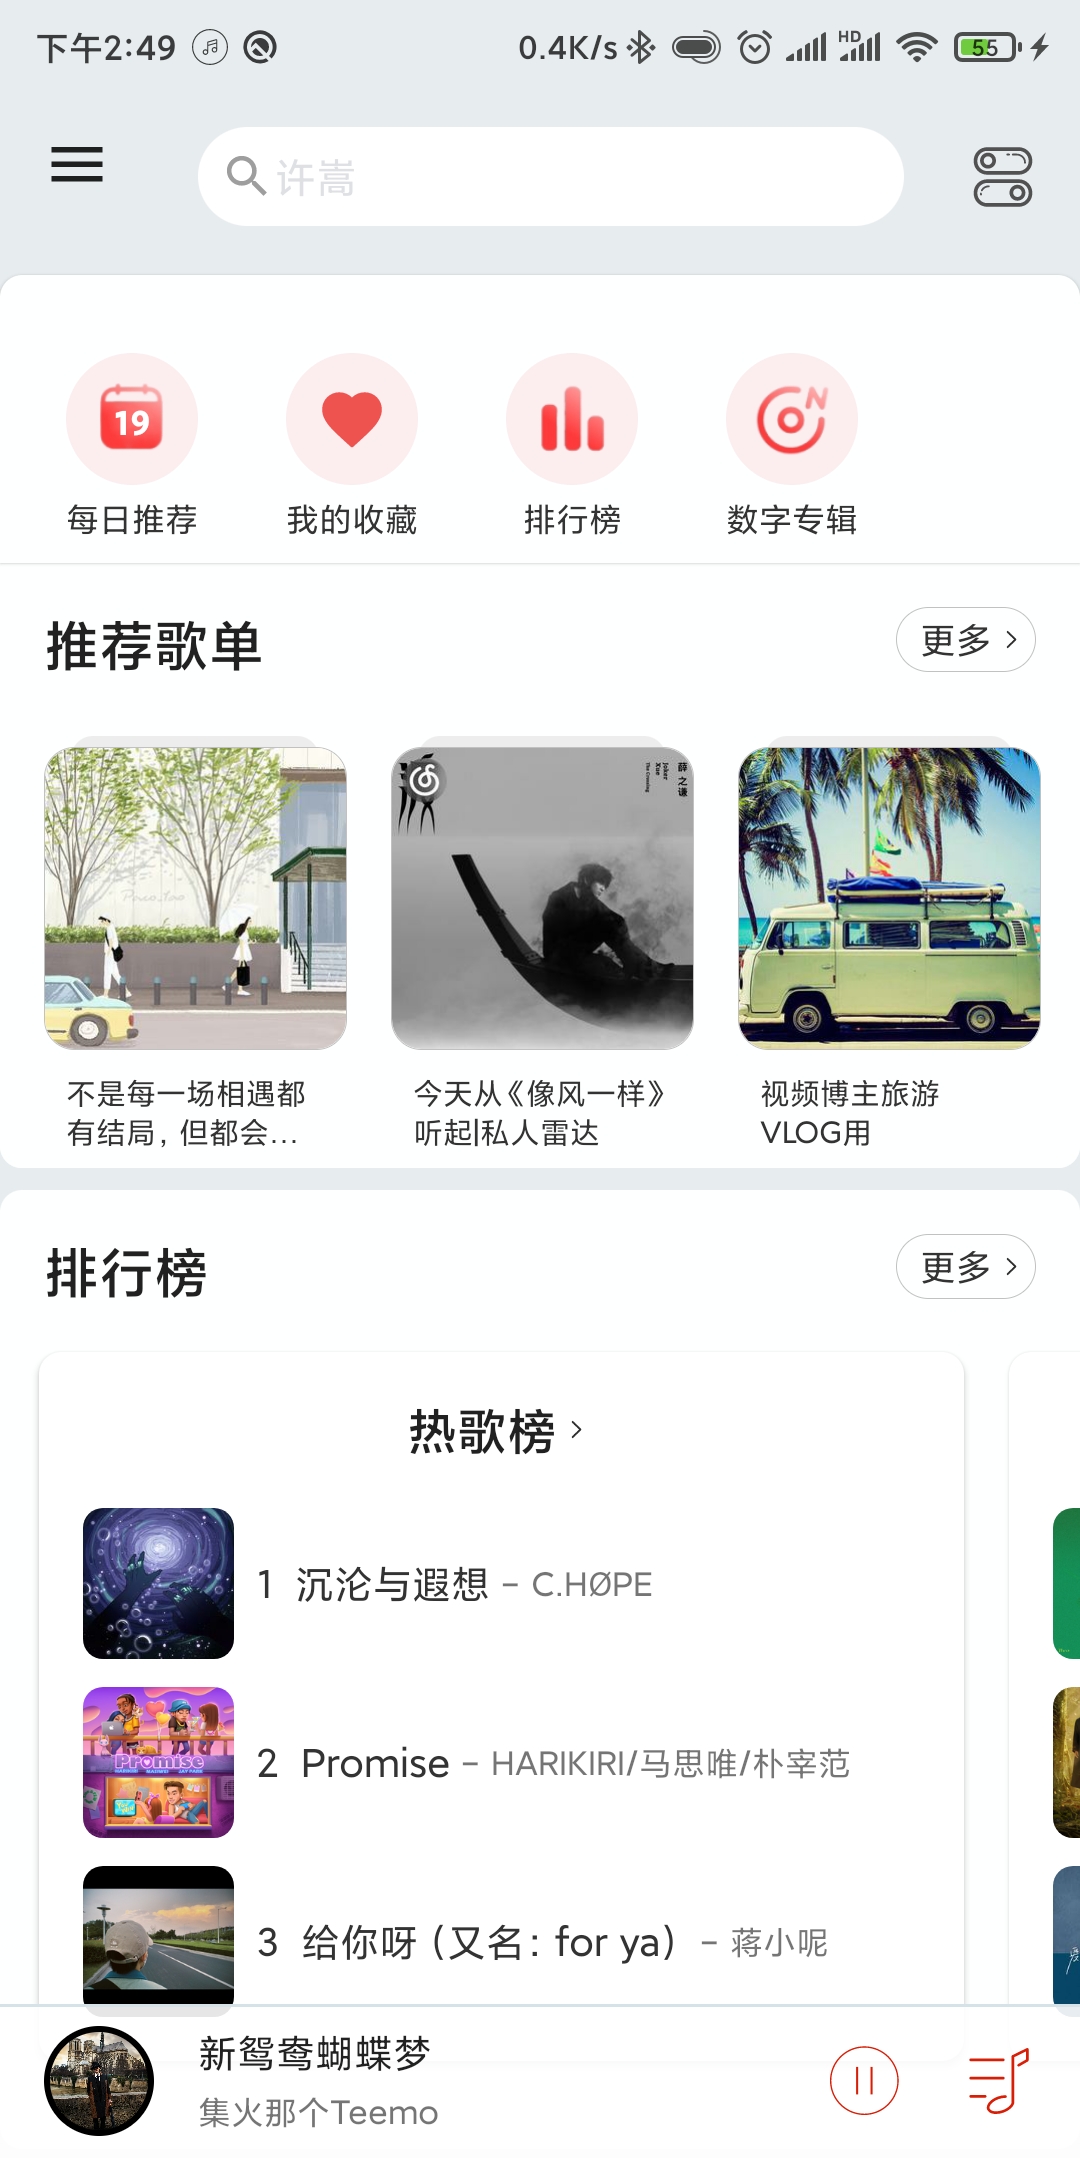 下午2:49 0.4K/s HD 55
许嵩
19 N
每日推荐 我的收藏 排行榜 数字专辑
推荐歌单 更多
薛之谦
Joker Xue
不是每一场相遇都
有结局，但都会...
今天从《像风一样》
听起|私人雷达
视频博主旅游
VLOG用
排行榜 更多
热歌榜
1 沉沦与遐想 - C.HØPE
Promise
2 Promise - HARIKIRI/马思唯/朴宰范
3 给你呀（又名：for ya） - 蒋小呢
新鸳鸯蝴蝶梦
集火那个Teemo